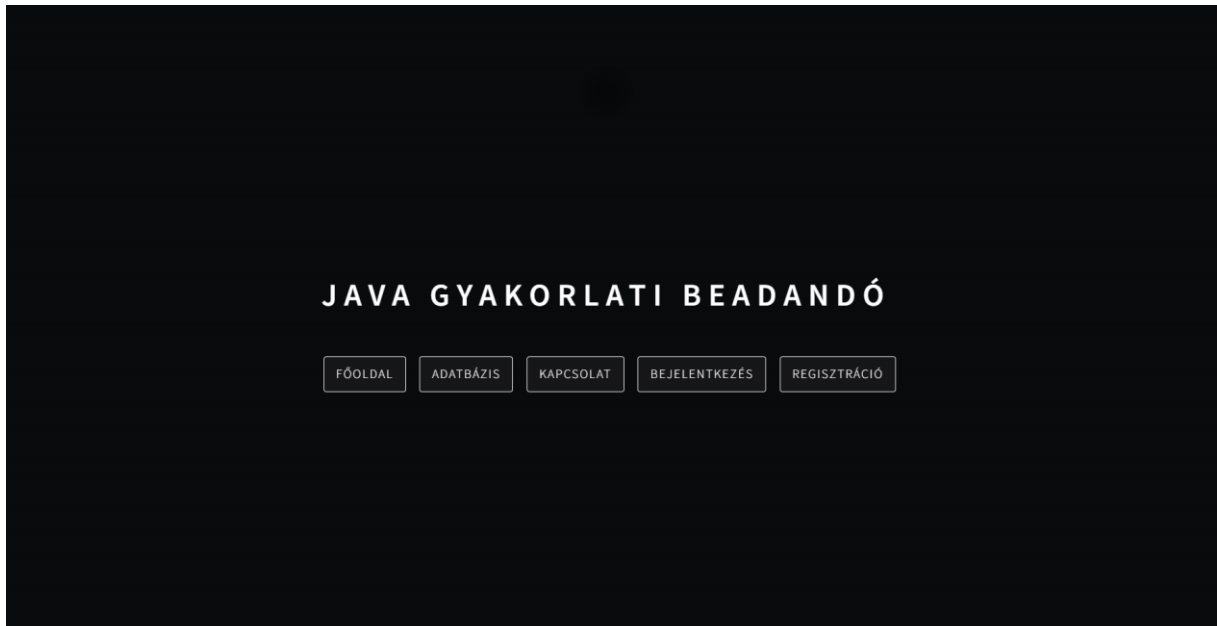 JAVA GYAKORLATI BEADANDÓ
FŐOLDAL ADATBÁZIS KAPCSOLAT BEJELENTKEZÉS REGISZTRÁCIÓ